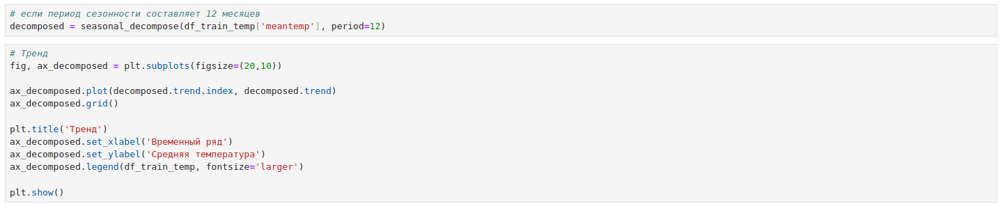 # если период сезонности составляет 12 месяцев
decomposed = seasonal_decompose(df_train_temp['meantemp'], period=12)
# Тренд
fig, ax_decomposed = plt.subplots(figsize=(20,10))
ax_decomposed.plot(decomposed.trend.index, decomposed.trend)
ax_decomposed.grid()
plt.title('Тренд')
ax_decomposed.set_xlabel('Временный ряд')
ax_decomposed.set_ylabel('Средняя температура')
ax_decomposed.legend(df_train_temp, fontsize='larger')
plt.show()